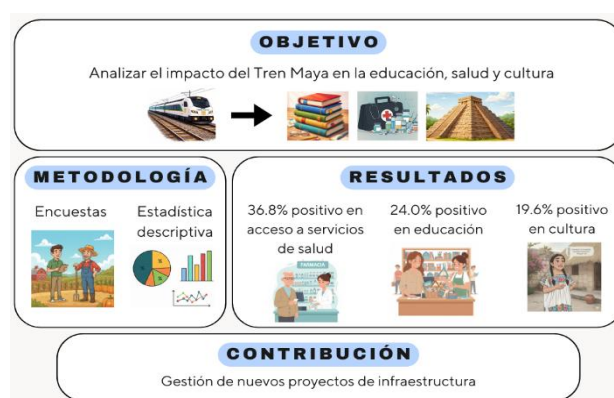 OBJETIVO
Analizar el impacto del Tren Maya en la educación, salud y cultura
METODOLOGÍA
Encuestas
Estadística
descriptiva
RESULTADOS
36.8% positivo en
acceso a servicios
de salud
24.0% positivo
en educación
19.6% positivo
en cultura
FARMACIA
CONTRIBUCIÓN
Gestión de nuevos proyectos de infraestructura